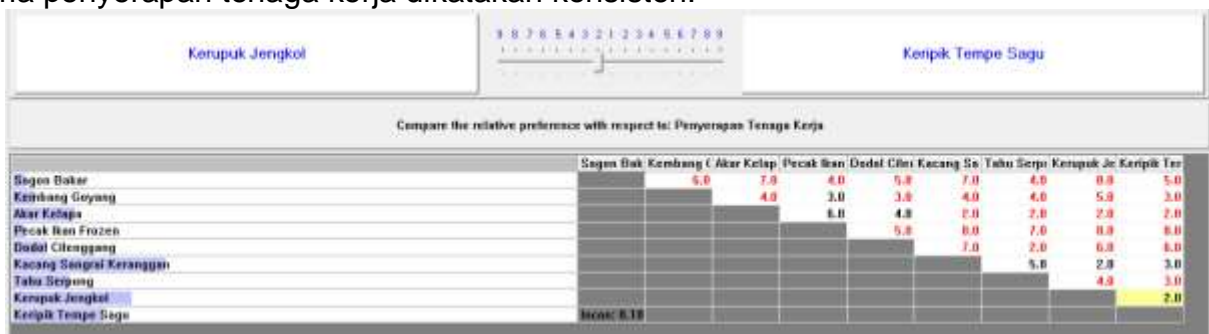 penyerapan tenaga kerja dikatakan konsisten.
9 8 7 6 5 4 3 2 1 2 3 4 5 6 7 8 9
Kerupuk Jengkol
Keripik Tempe Sagu
Compare the relative preference with respect to: Penyerapan Tenaga Kerja
Sagon Bak Kembang ( Akar Kelap Pecak Ikan Dodol Cilen Kacang Sa Tahu Serp Kerupuk Je Keripik Ter
Sagon Bakar 6.0 7.0 4.0 5.0 7.0 4.0 8.0 5.0
Kembang Goyang 4.0 3.0 3.0 4.0 4.0 5.0 3.0
Akar Kelapa 6.0 4.0 2.0 2.0 2.0 2.0
Pecak Ikan Frozen 5.0 8.0 7.0 8.0 8.0
Dodol Cilenggang 7.0 2.0 6.0 6.0
Kacang Sangrai Keranggan 5.0 2.0 3.0
Tahu Serpong 4.0 3.0
Kerupuk Jengkol 2.0
Keripik Tempe Sagu Incon: 0.10